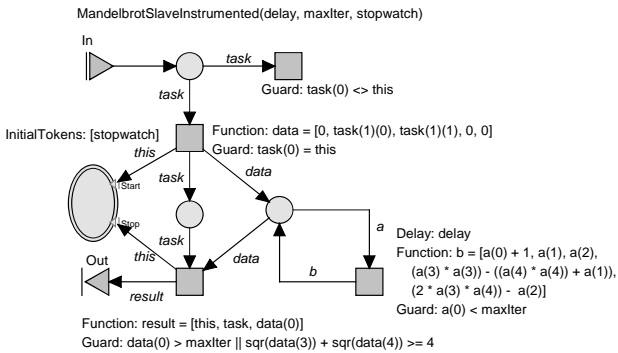 MandelbrotSlaveInstrumented(delay, maxIter, stopwatch)
In
task
Guard: task(0) <> this
task
InitialTokens: [stopwatch]
Function: data = [0, task(1)(0), task(1)(1), 0, 0]
Guard: task(0) = this
this
data
task
Start
Stop
a
Delay: delay
Function: b = [a(0) + 1, a(1), a(2),
(a(3) * a(3)) - ((a(4) * a(4)) + a(1)),
(2 * a(3) * a(4)) - a(2)]
Guard: a(0) < maxIter
task
this
data
b
Out
result
Function: result = [this, task, data(0)]
Guard: data(0) > maxIter || sqr(data(3)) + sqr(data(4)) >= 4